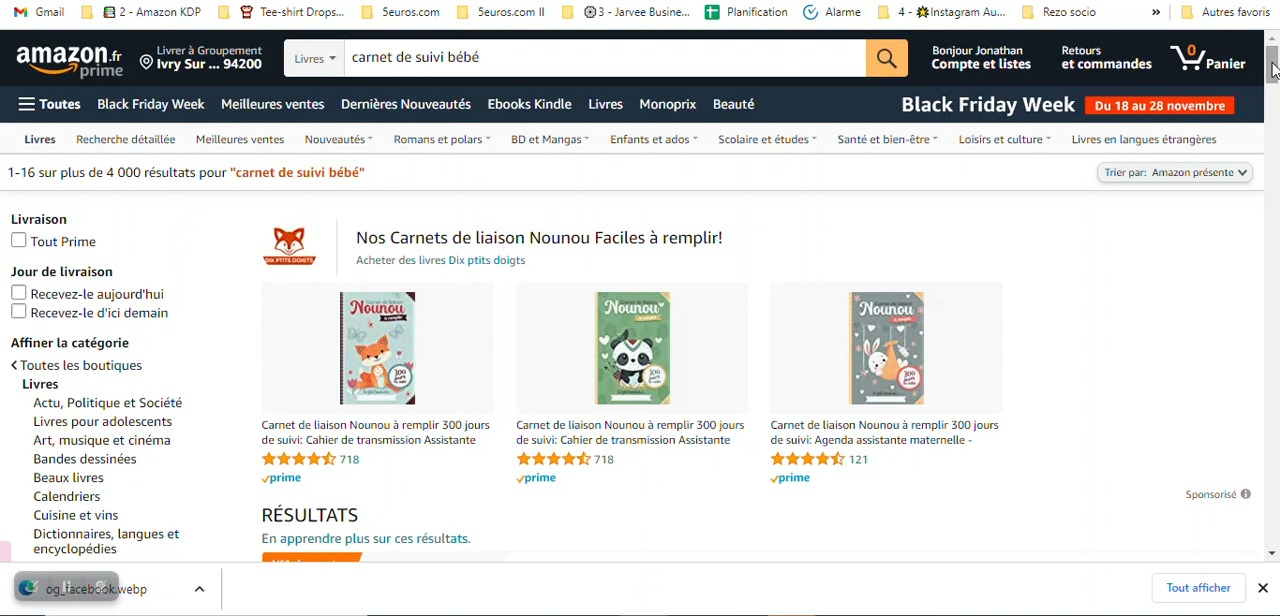 Gmail
2 - Amazon KDP
Tee-shirt Drops...
5euros.com
5euros.com II
3 - Jarvee Busine...
Planification
Alarme
4 - Instagram Au...
Rezo socio
»
Autres favoris
amazon.fr
prime
Livrer à Groupement
Ivry Sur ... 94200
Livres
carnet de suivi bébé
Bonjour Jonathan
Compte et listes
Retours
et commandes
0
Panier
Toutes
Black Friday Week
Meilleures ventes
Dernières Nouveautés
Ebooks Kindle
Livres
Monoprix
Beauté
Black Friday Week
Du 18 au 28 novembre
Livres
Recherche détaillée
Meilleures ventes
Nouveautés
Romans et polars
BD et Mangas
Enfants et ados
Scolaire et études
Santé et bien-être
Loisirs et culture
Livres en langues étrangères
1-16 sur plus de 4 000 résultats pour "carnet de suivi bébé"
Trier par: Amazon présente
Livraison
Tout Prime
Jour de livraison
Recevez-le aujourd'hui
Recevez-le d'ici demain
Affiner la catégorie
Toutes les boutiques
Livres
Actu, Politique et Société
Livres pour adolescents
Art, musique et cinéma
Bandes dessinées
Beaux livres
Calendriers
Cuisine et vins
Dictionnaires, langues et
encyclopédies
DIX PTITS DOIGTS
Nos Carnets de liaison Nounou Faciles à remplir!
Acheter des livres Dix ptits doigts
Carnet de liaison
Nounou
à remplir
300
Carnet de liaison Nounou à remplir 300 jours
de suivi: Cahier de transmission Assistante
718
prime
Nounou
300
Carnet de liaison Nounou à remplir 300 jours
de suivi: Cahier de transmission Assistante
718
prime
Nounou
à remplir
300
Carnet de liaison Nounou à remplir 300 jours
de suivi: Agenda assistante maternelle -
121
prime
Sponsorisé
RÉSULTATS
En apprendre plus sur ces résultats.
og_facebook.webp
Tout afficher